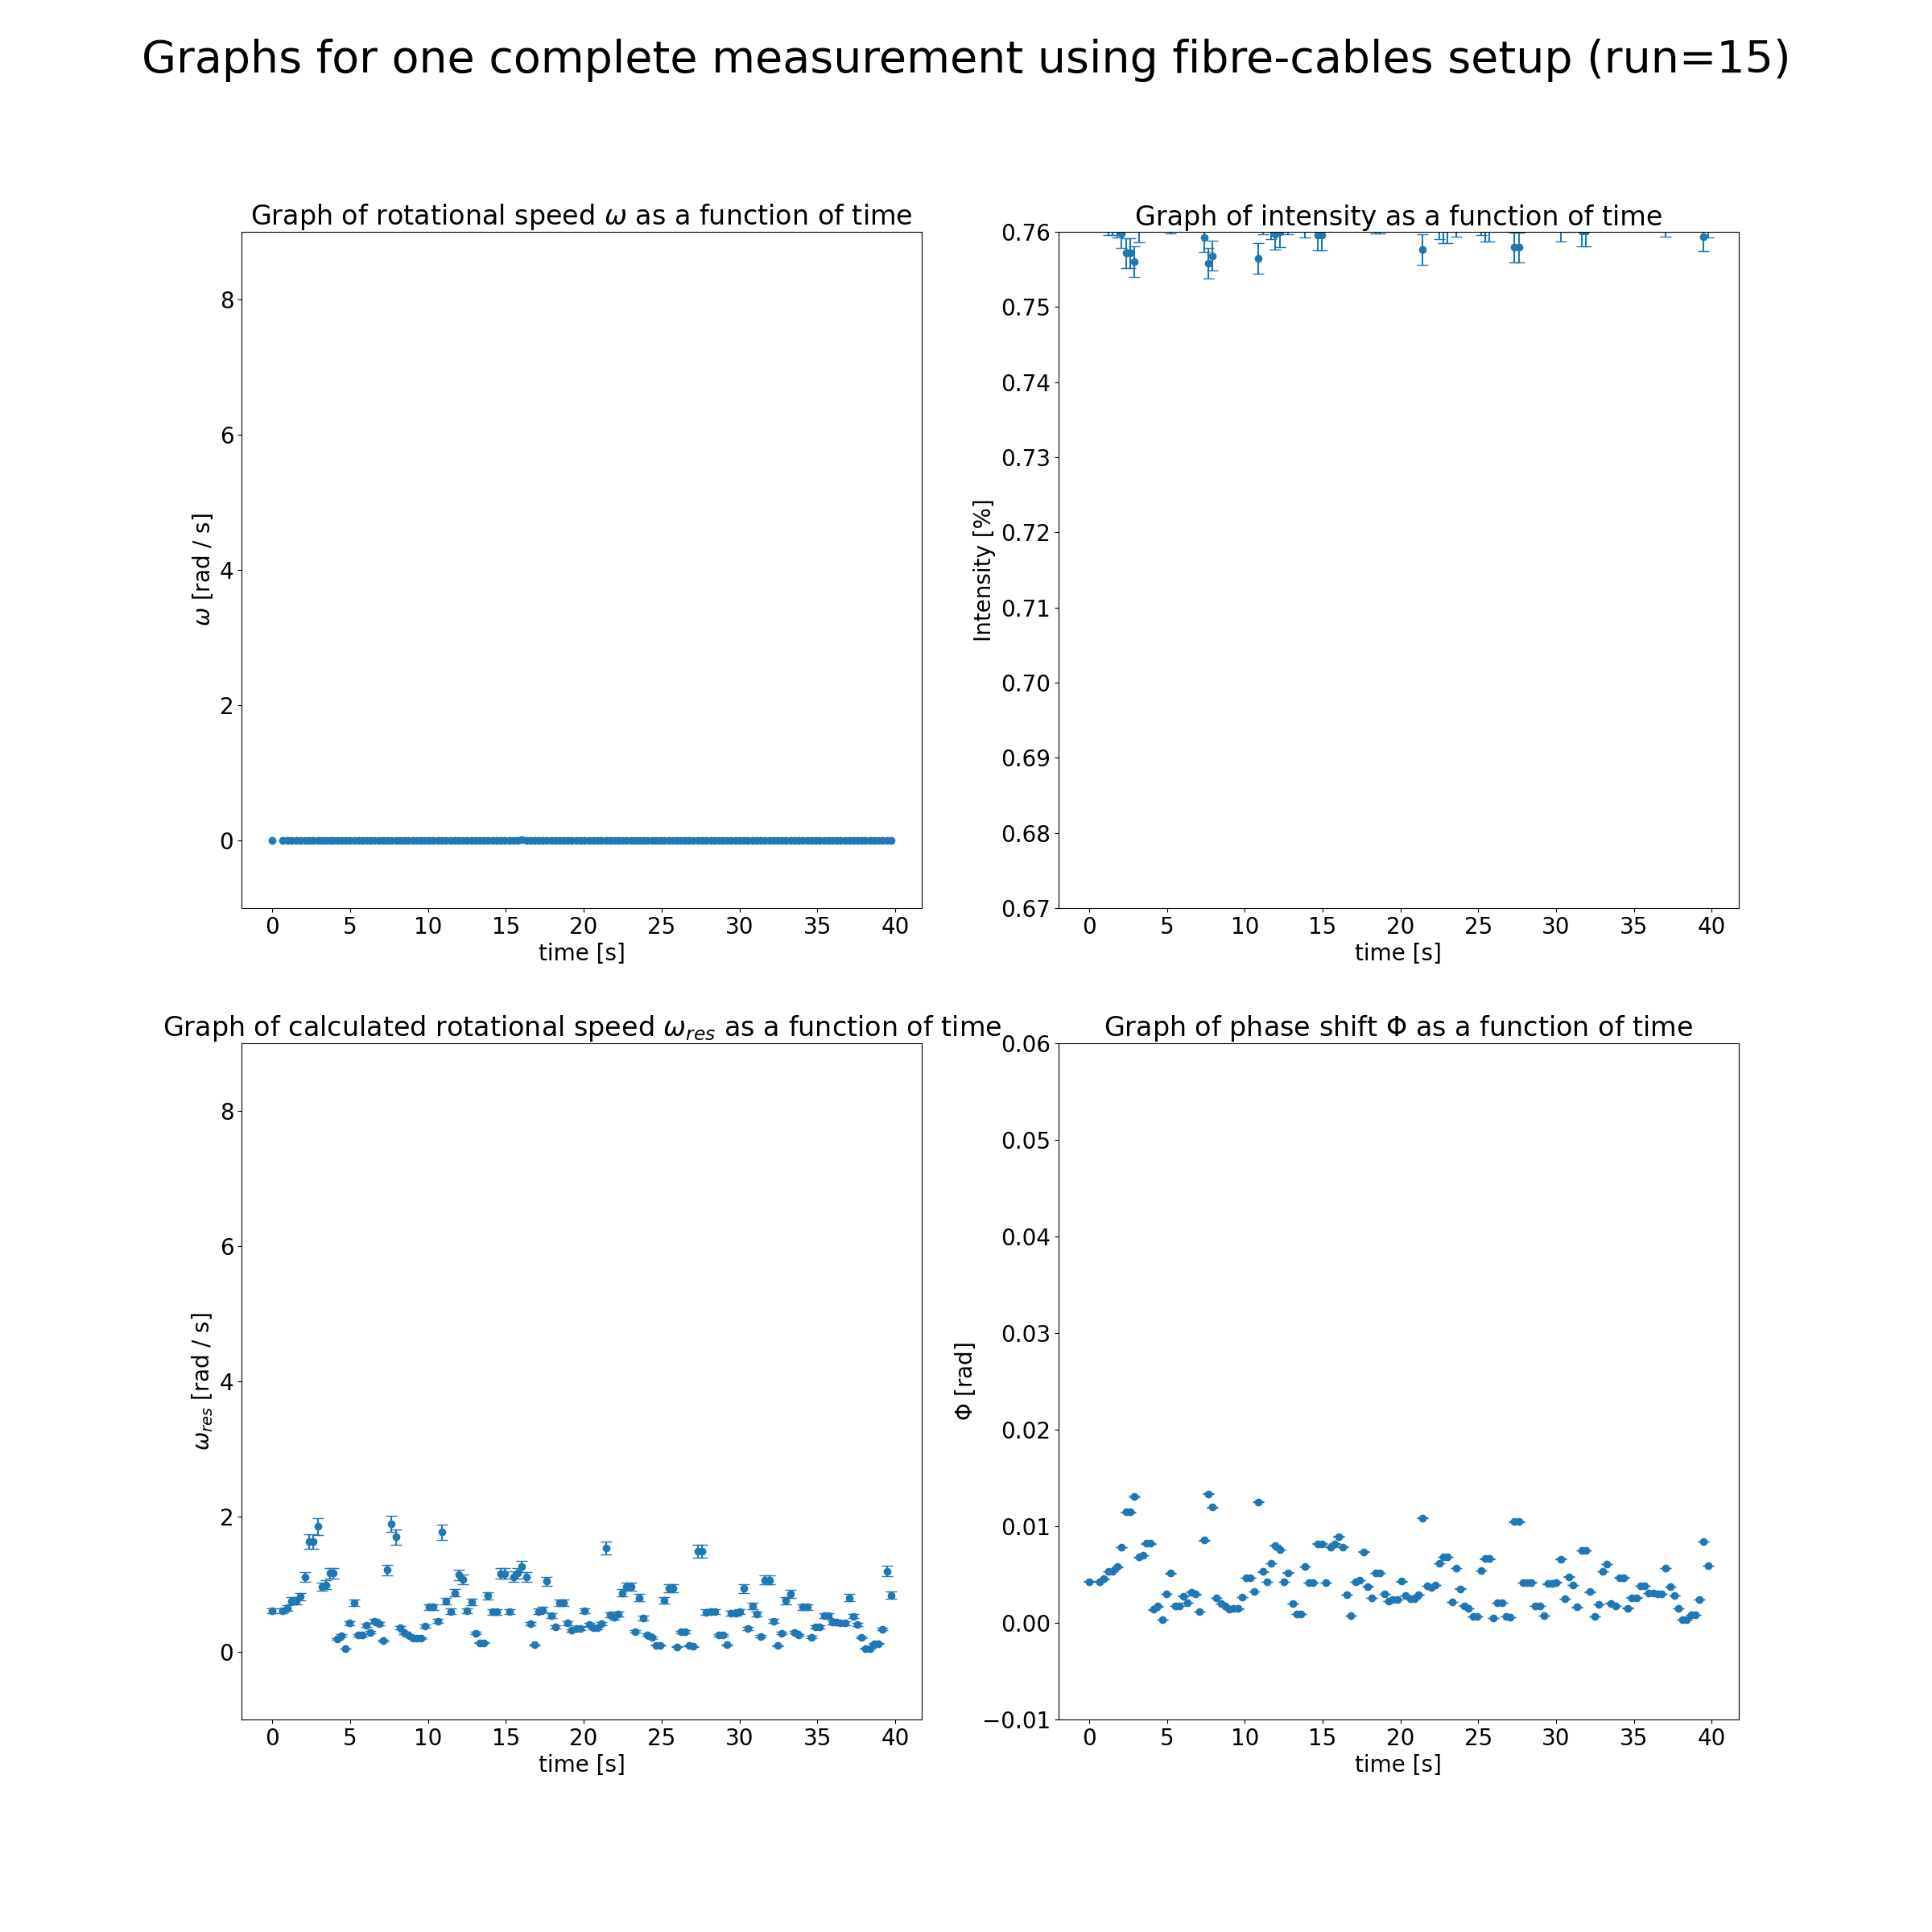 Graphs for one complete measurement using fibre-cables setup (run=15)
Graph of rotational speed ω as a function of time
8
6
4
2
0
ω [rad / s]
0 5 10 15 20 25 30 35 40
time [s]
Graph of intensity as a function of time
0.76
0.75
0.74
0.73
0.72
0.71
0.70
0.69
0.68
0.67
Intensity [%]
0 5 10 15 20 25 30 35 40
time [s]
Graph of calculated rotational speed ω_res as a function of time
8
6
4
2
0
ω_res [rad / s]
0 5 10 15 20 25 30 35 40
time [s]
Graph of phase shift Φ as a function of time
0.06
0.05
0.04
0.03
0.02
0.01
0.00
−0.01
Φ [rad]
0 5 10 15 20 25 30 35 40
time [s]